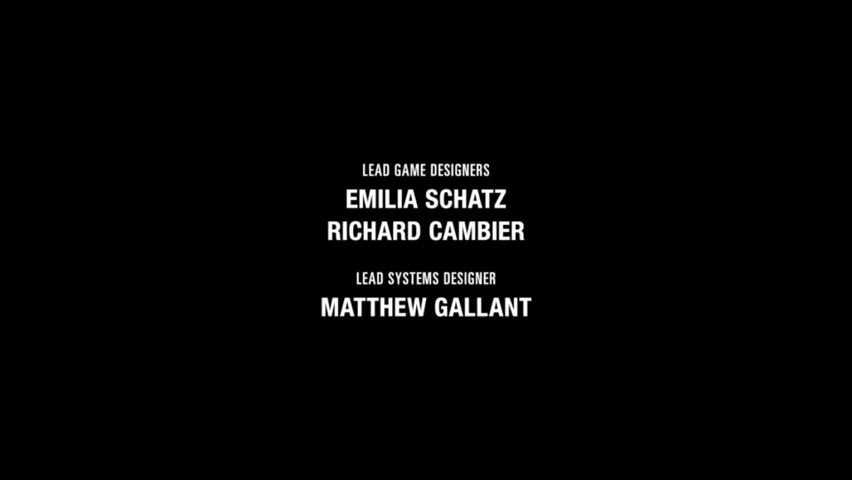 LEAD GAME DESIGNERS
EMILIA SCHATZ
RICHARD CAMBIER
LEAD SYSTEMS DESIGNER
MATTHEW GALLANT